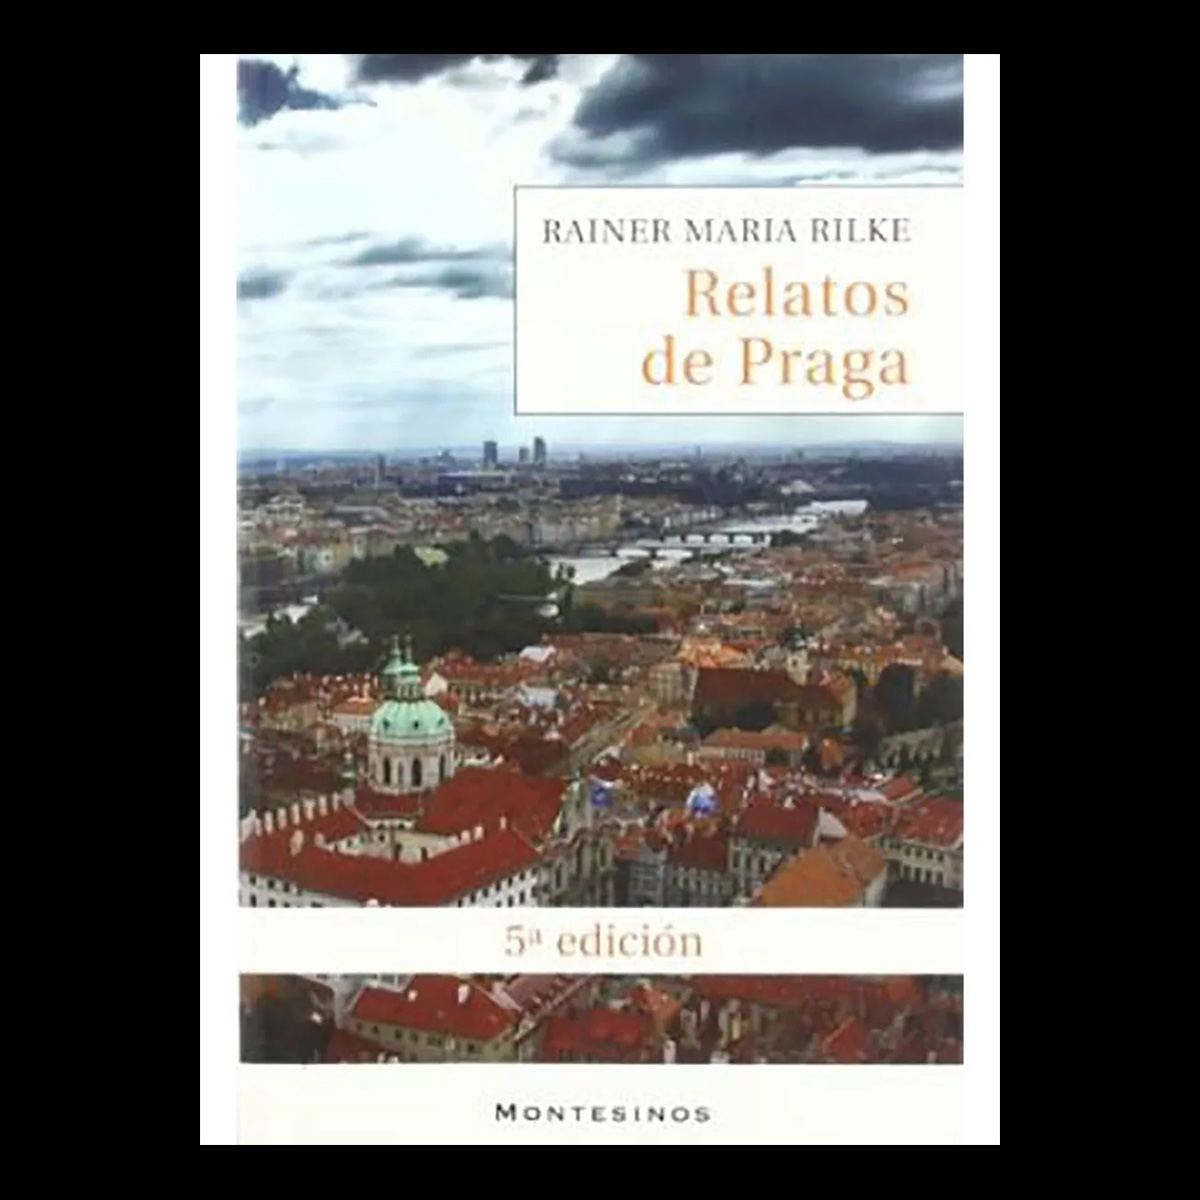 RAINER MARIA RILKE
Relatos
de Praga
5ª edición
MONTESINOS